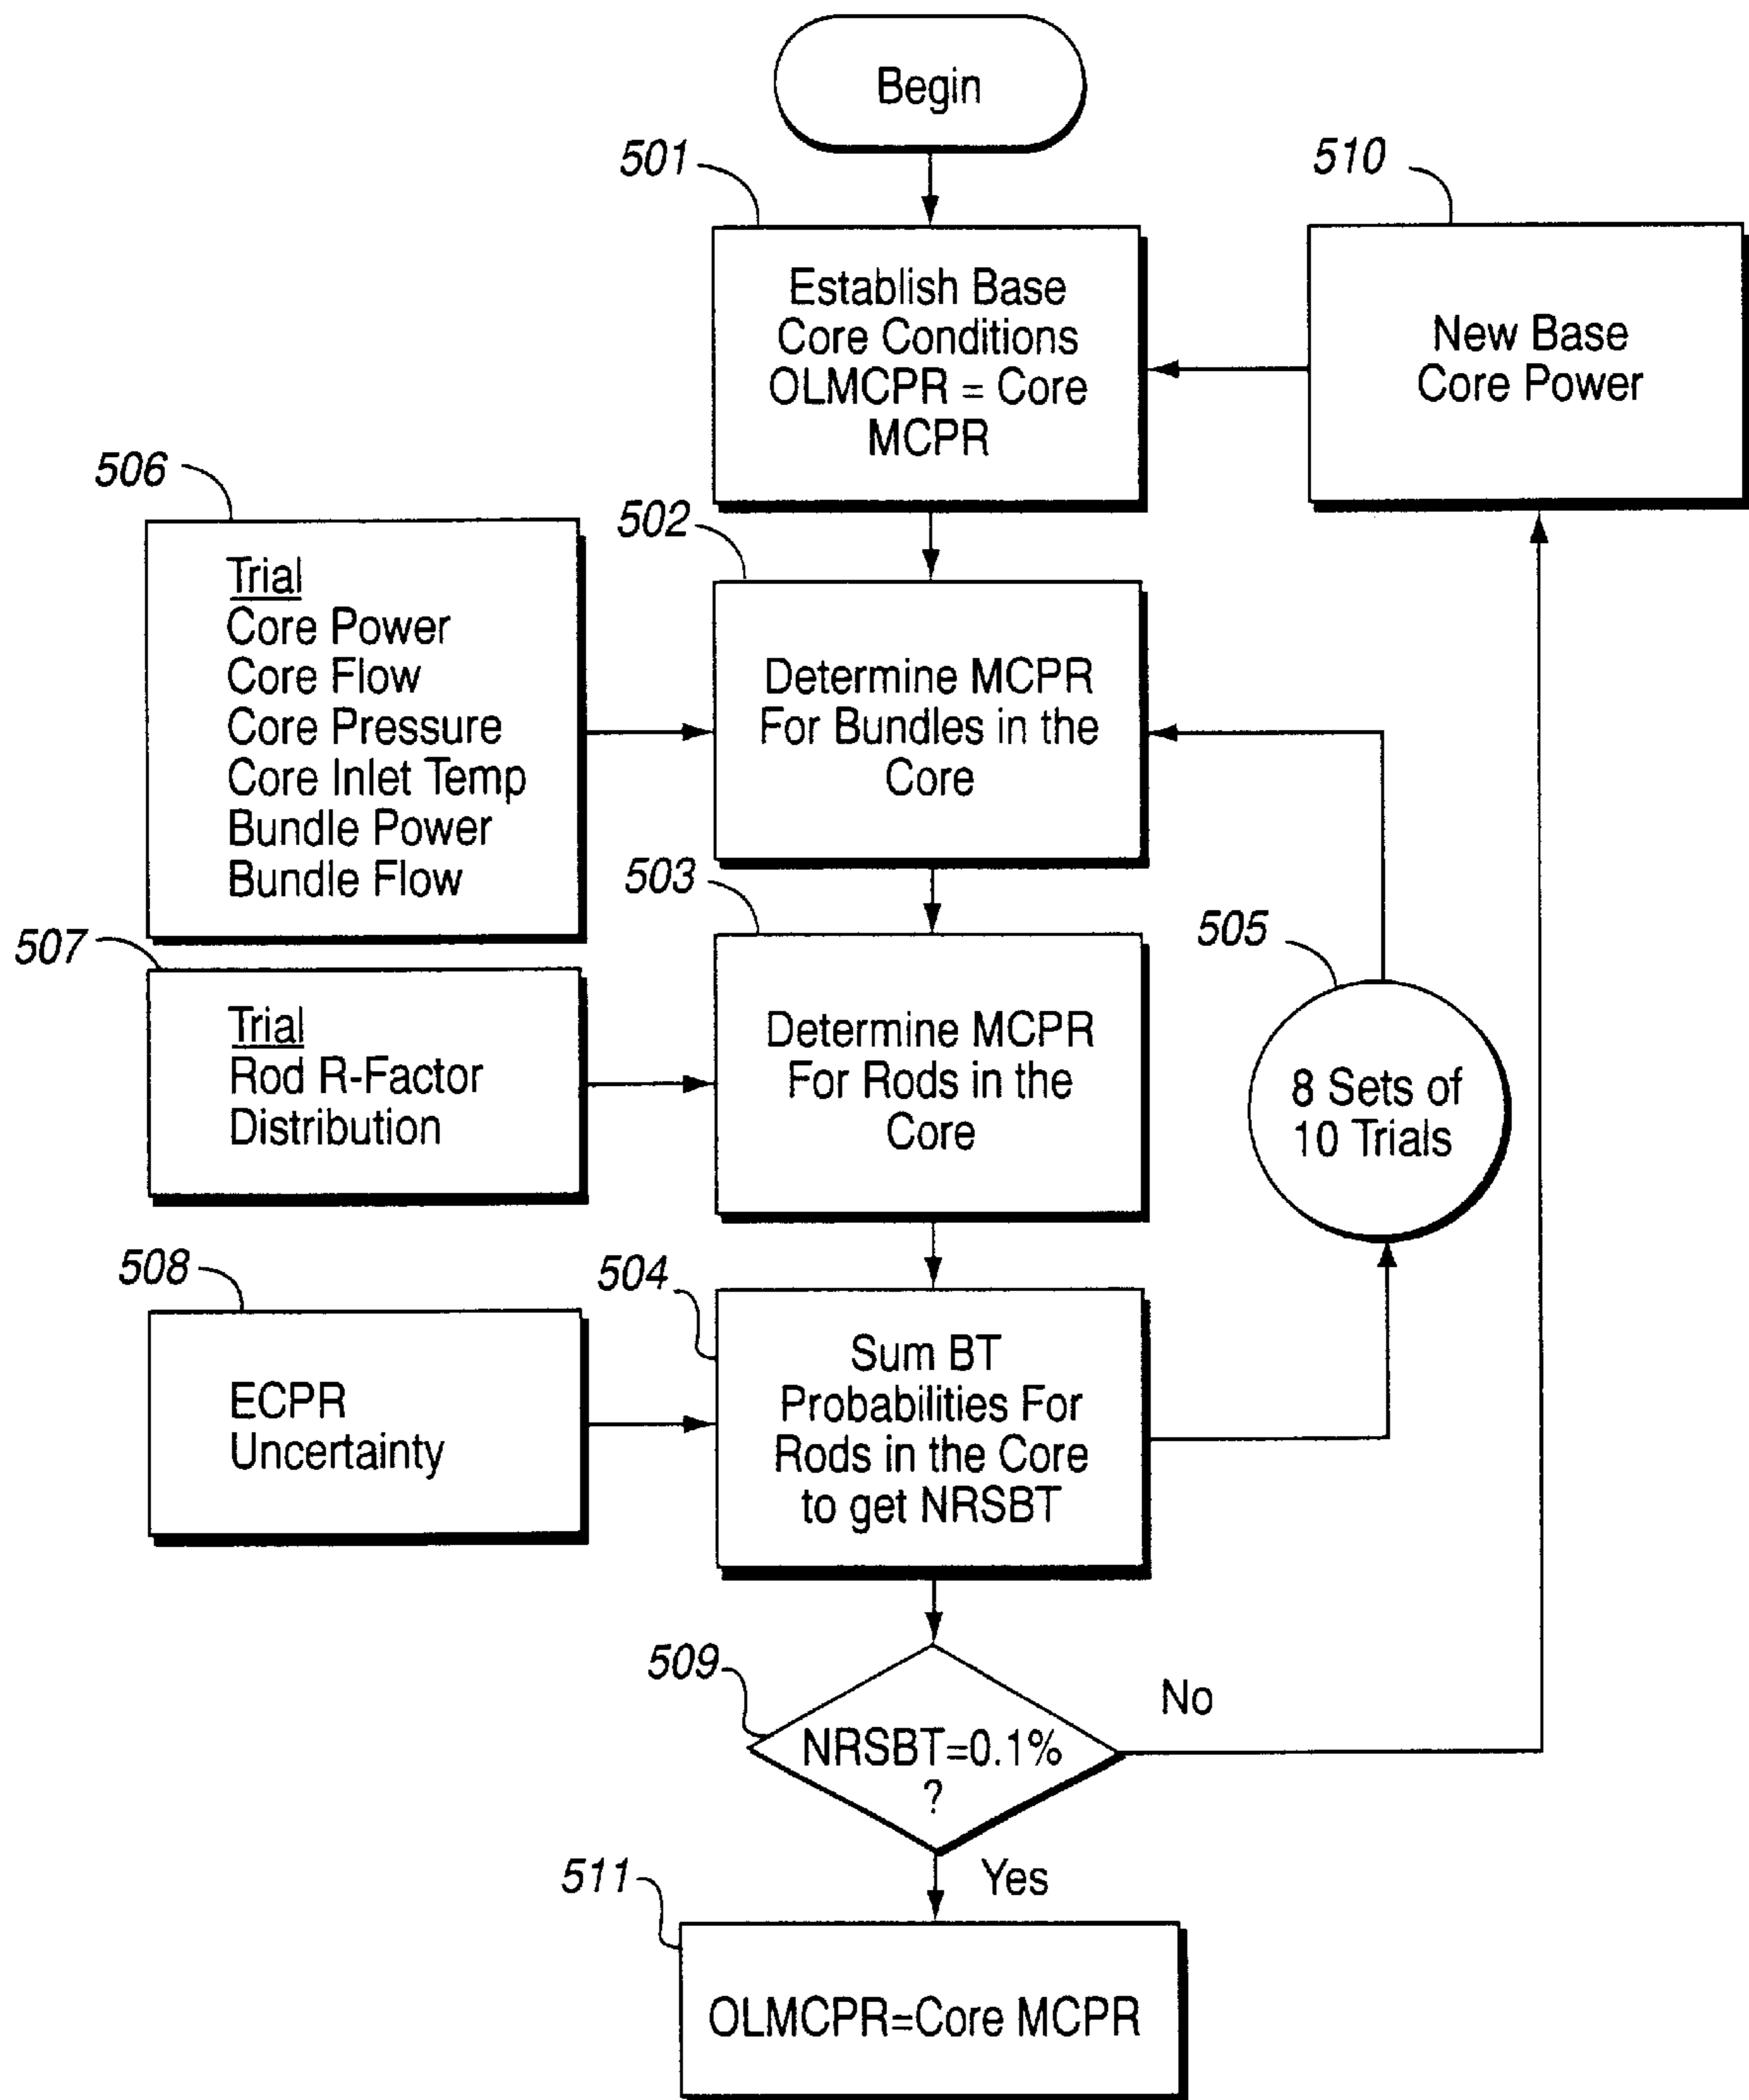 Begin
501
Establish Base
Core Conditions
OLMCPR = Core
MCPR
510
New Base
Core Power
506
Trial
Core Power
Core Flow
Core Pressure
Core Inlet Temp
Bundle Power
Bundle Flow
502
Determine MCPR
For Bundles in the
Core
507
Trial
Rod R-Factor
Distribution
503
Determine MCPR
For Rods in the
Core
505
8 Sets of
10 Trials
508
ECPR
Uncertainty
504
Sum BT
Probabilities For
Rods in the Core
to get NRSBT
509
NRSBT=0.1%
?
No
Yes
511
OLMCPR=Core MCPR